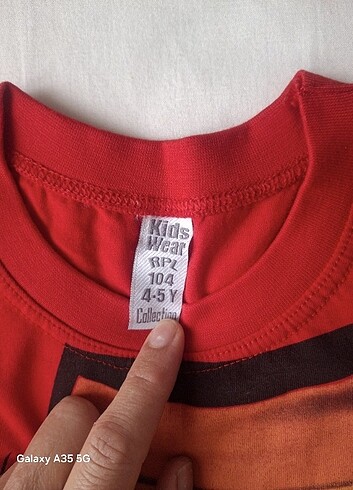 Kids
Wear
RPL
104
4-5 Y
Collection
Galaxy A35 5G